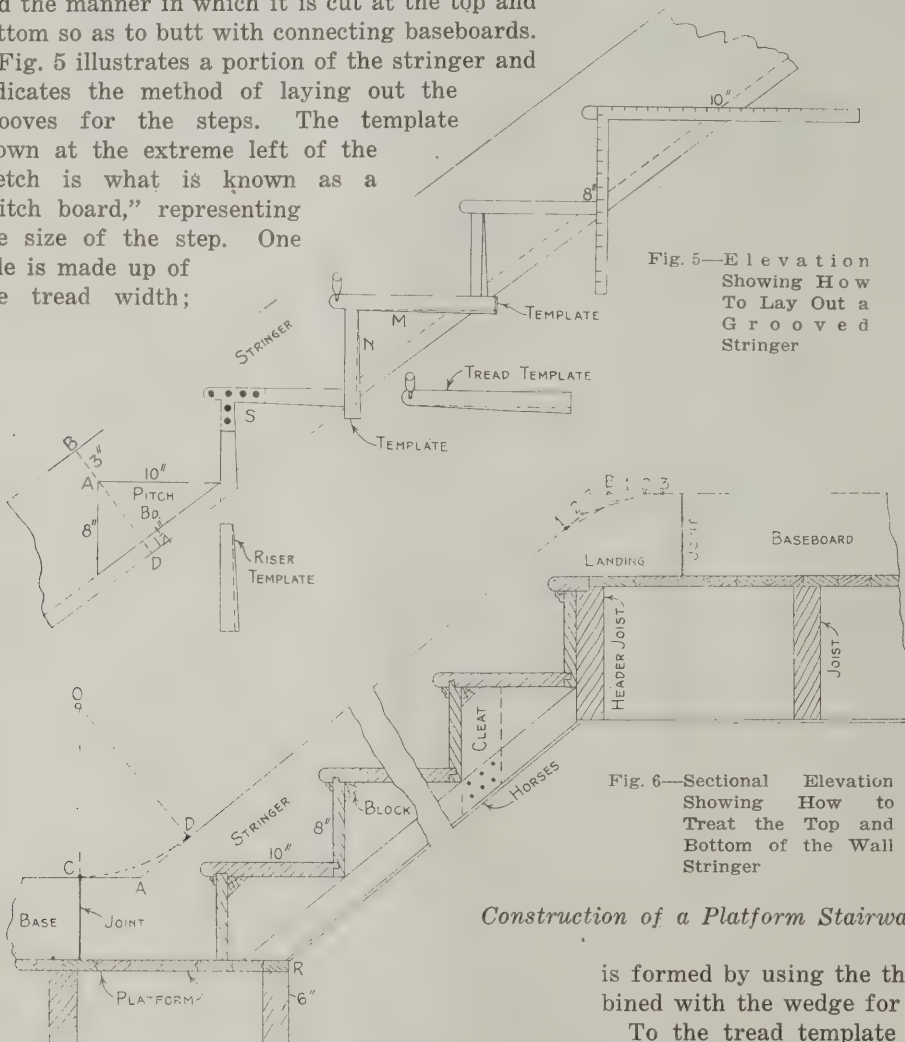 d the manner in which it is cut at the top and
ttom so as to butt with connecting baseboards.
Fig. 5 illustrates a portion of the stringer and
dicates the method of laying out the
ooves for the steps. The template
own at the extreme left of the
etch is what is known as a
itch board," representing
e size of the step. One
le is made up of
e tread width;
10"
8"
Fig. 5—Elevation
Showing How
To Lay Out a
Grooved
Stringer
TEMPLATE
M
N
STRINGER
TREAD TEMPLATE
S
TEMPLATE
B
3"
A
10"
PITCH
BD.
8"
D
RISER
TEMPLATE
1 2 B 1 2 3
JOINT
BASEBOARD
LANDING
HEADER JOIST
JOIST
CLEAT
HORSES
O
D
STRINGER
BLOCK
8"
10"
C
A
BASE
JOINT
R
PLATFORM
6"
Fig. 6—Sectional Elevation
Showing How to
Treat the Top and
Bottom of the Wall
Stringer
Construction of a Platform Stairwa
is formed by using the th
bined with the wedge for
To the tread template